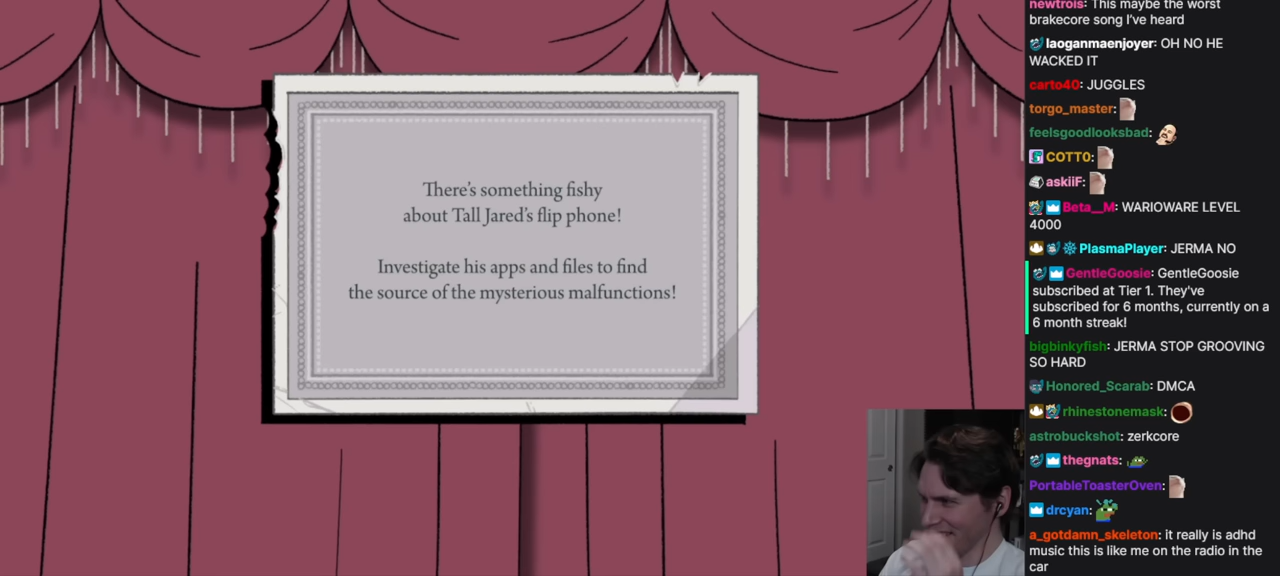 There's something fishy
about Tall Jared's flip phone!
Investigate his apps and files to find
the source of the mysterious malfunctions!
newtrois: This maybe the worst
brakecore song I've heard
laoganmaenjoyer: OH NO HE
WACKED IT
carto40: JUGGLES
torgo_master:
feelsgoodlooksbad:
COTT0:
askiiF:
Beta__M: WARIOWARE LEVEL
4000
PlasmaPlayer: JERMA NO
GentleGoosie: GentleGoosie
subscribed at Tier 1. They've
subscribed for 6 months, currently on a
6 month streak!
bigbinkyfish: JERMA STOP GROOVING
SO HARD
Honored_Scarab: DMCA
rhinestonemask:
astrobuckshot: zerkcore
thegnats:
PortableToasterOven:
drcyan:
a_gotdamn_skeleton: it really is adhd
music this is like me on the radio in the
car